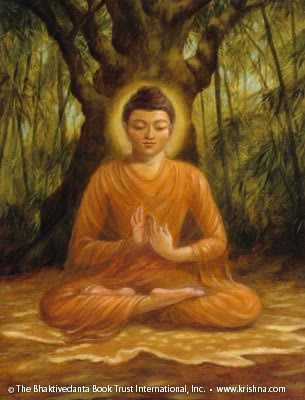 © The Bhaktivedanta Book Trust International, Inc. • www.krishna.com